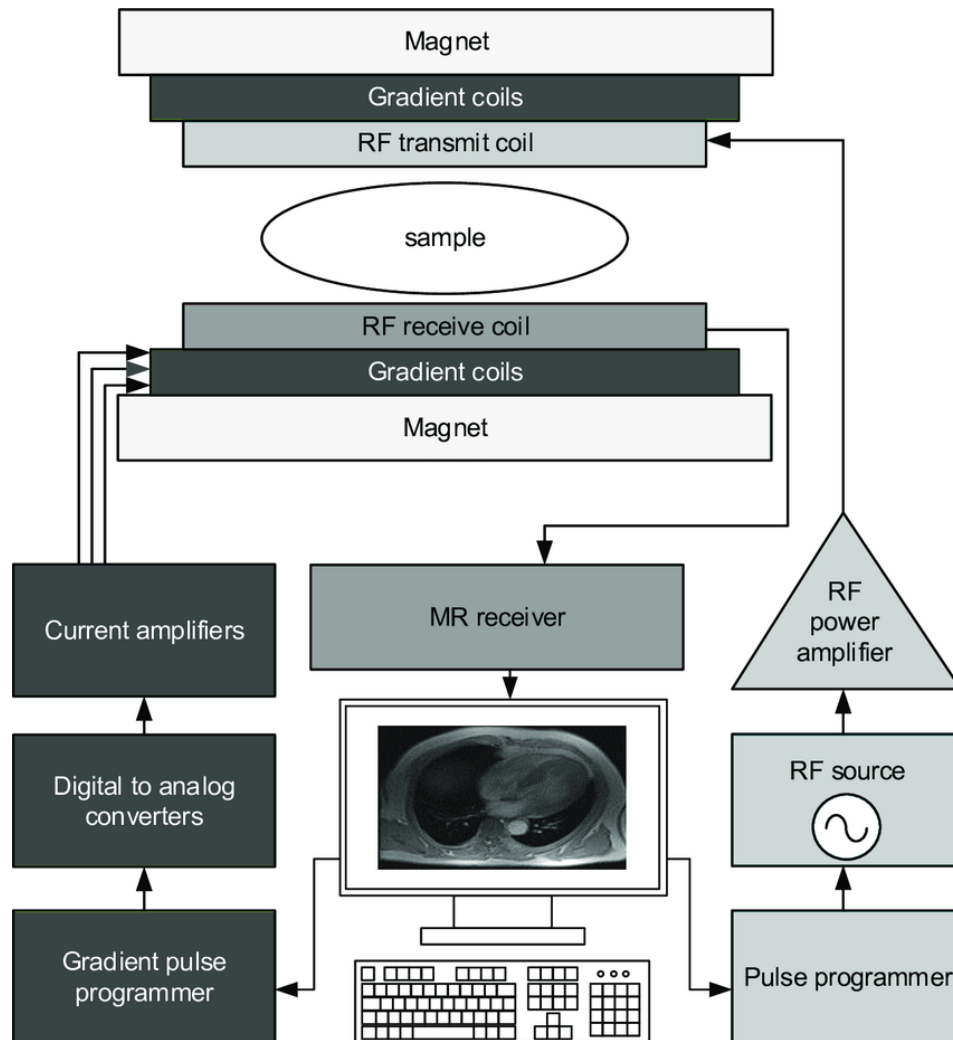 Magnet
Gradient coils
RF transmit coil
sample
RF receive coil
Gradient coils
Magnet
Current amplifiers
MR receiver
RF
power
amplifier
Digital to analog
converters
RF source
Gradient pulse
programmer
Pulse programmer